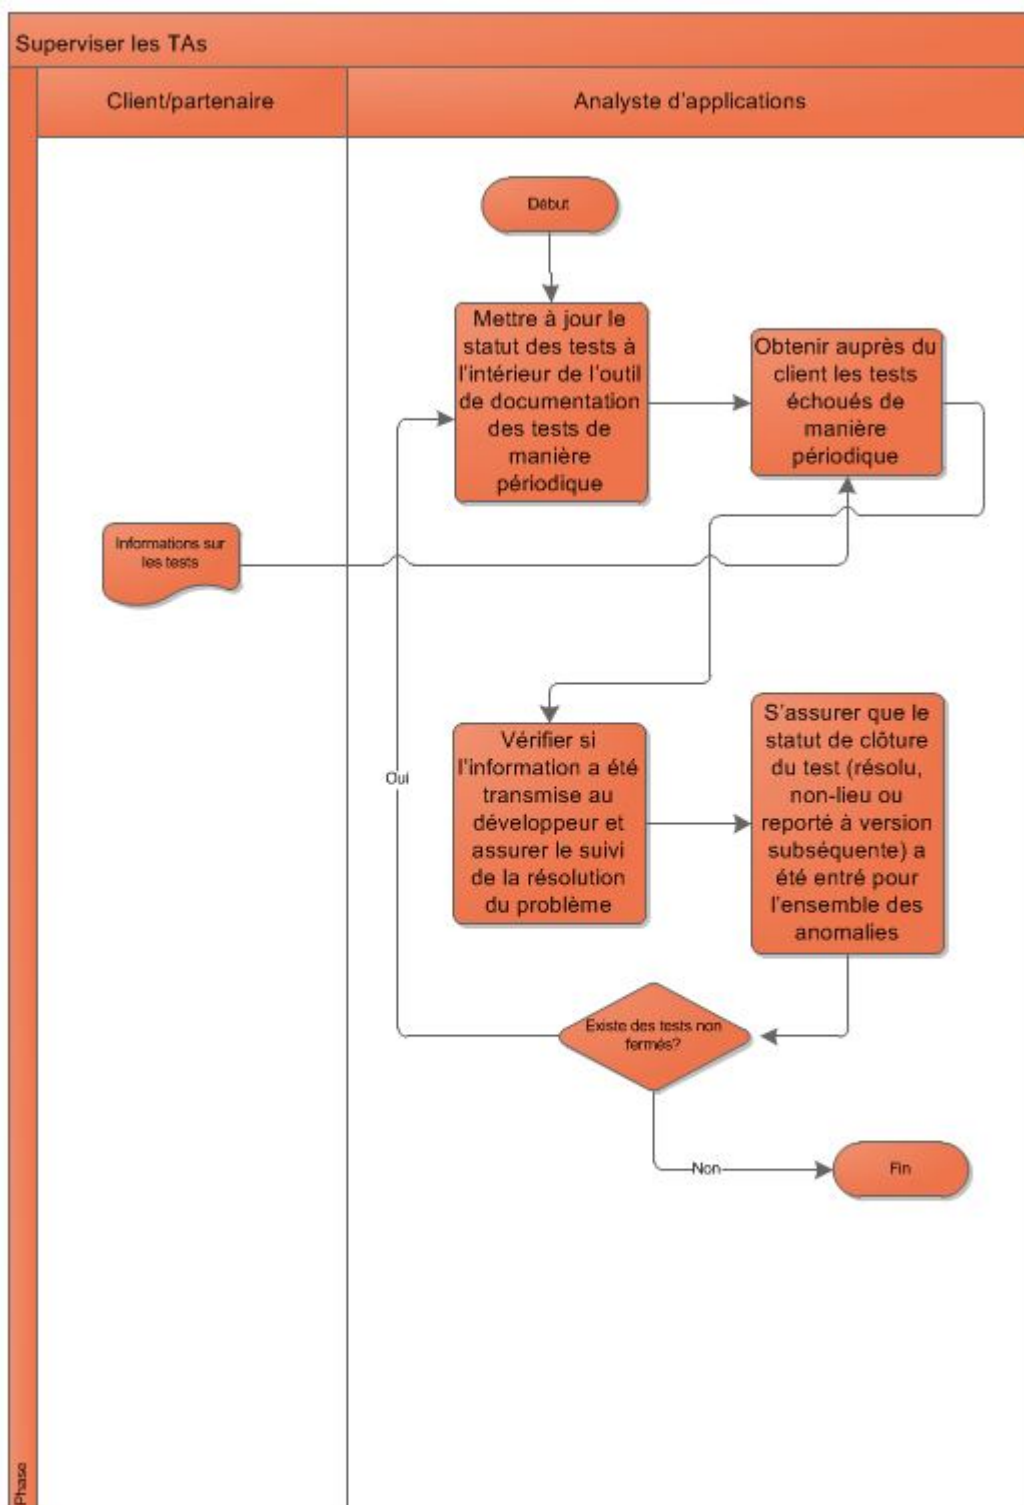 Superviser les TAs
Client/partenaire
Analyste d'applications
Début
Mettre à jour le
statut des tests à
l'intérieur de l'outil
de documentation
des tests de
manière
périodique
Obtenir auprès du
client les tests
échoués de
manière
périodique
Informations sur
les tests
Vérifier si
l'information a été
transmise au
développeur et
assurer le suivi
de la résolution
du problème
S'assurer que le
statut de clôture
du test (résolu,
non-lieu ou
reporté à version
subséquente) a
été entré pour
l'ensemble des
anomalies
Oui
Existe des tests non
fermés?
Non
Fin
Phase